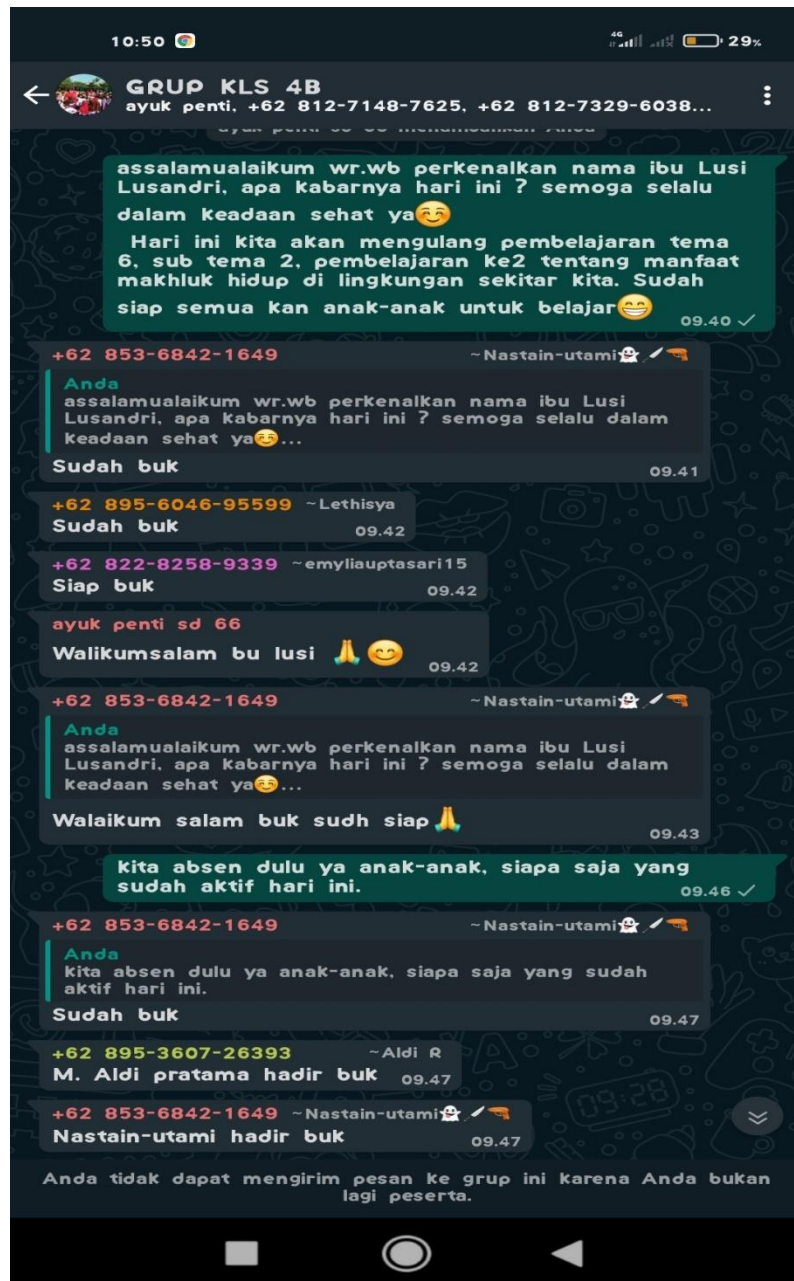 10:50
4G
29%
GRUP KLS 4B
ayuk penti, +62 812-7148-7625, +62 812-7329-6038...
ayuk penti sd 66 menambahkan Anda
assalamualaikum wr.wb perkenalkan nama ibu Lusi
Lusandri, apa kabarnya hari ini ? semoga selalu
dalam keadaan sehat ya😊
Hari ini kita akan mengulang pembelajaran tema
6, sub tema 2, pembelajaran ke2 tentang manfaat
makhluk hidup di lingkungan sekitar kita. Sudah
siap semua kan anak-anak untuk belajar😁
09.40
+62 853-6842-1649 ~Nastain-utami👻🔪🔫
Anda
assalamualaikum wr.wb perkenalkan nama ibu Lusi
Lusandri, apa kabarnya hari ini ? semoga selalu dalam
keadaan sehat ya😊...
Sudah buk
09.41
+62 895-6046-95599 ~Lethisya
Sudah buk
09.42
+62 822-8258-9339 ~emyliauptasari15
Siap buk
09.42
ayuk penti sd 66
Walikumsalam bu lusi 🙏😊
09.42
+62 853-6842-1649 ~Nastain-utami👻🔪🔫
Anda
assalamualaikum wr.wb perkenalkan nama ibu Lusi
Lusandri, apa kabarnya hari ini ? semoga selalu dalam
keadaan sehat ya😊...
Walaikum salam buk sudh siap🙏
09.43
kita absen dulu ya anak-anak, siapa saja yang
sudah aktif hari ini.
09.46
+62 853-6842-1649 ~Nastain-utami👻🔪🔫
Anda
kita absen dulu ya anak-anak, siapa saja yang sudah
aktif hari ini.
Sudah buk
09.47
+62 895-3607-26393 ~Aldi R
M. Aldi pratama hadir buk
09.47
+62 853-6842-1649 ~Nastain-utami👻🔪🔫
Nastain-utami hadir buk
09.47
Anda tidak dapat mengirim pesan ke grup ini karena Anda bukan
lagi peserta.